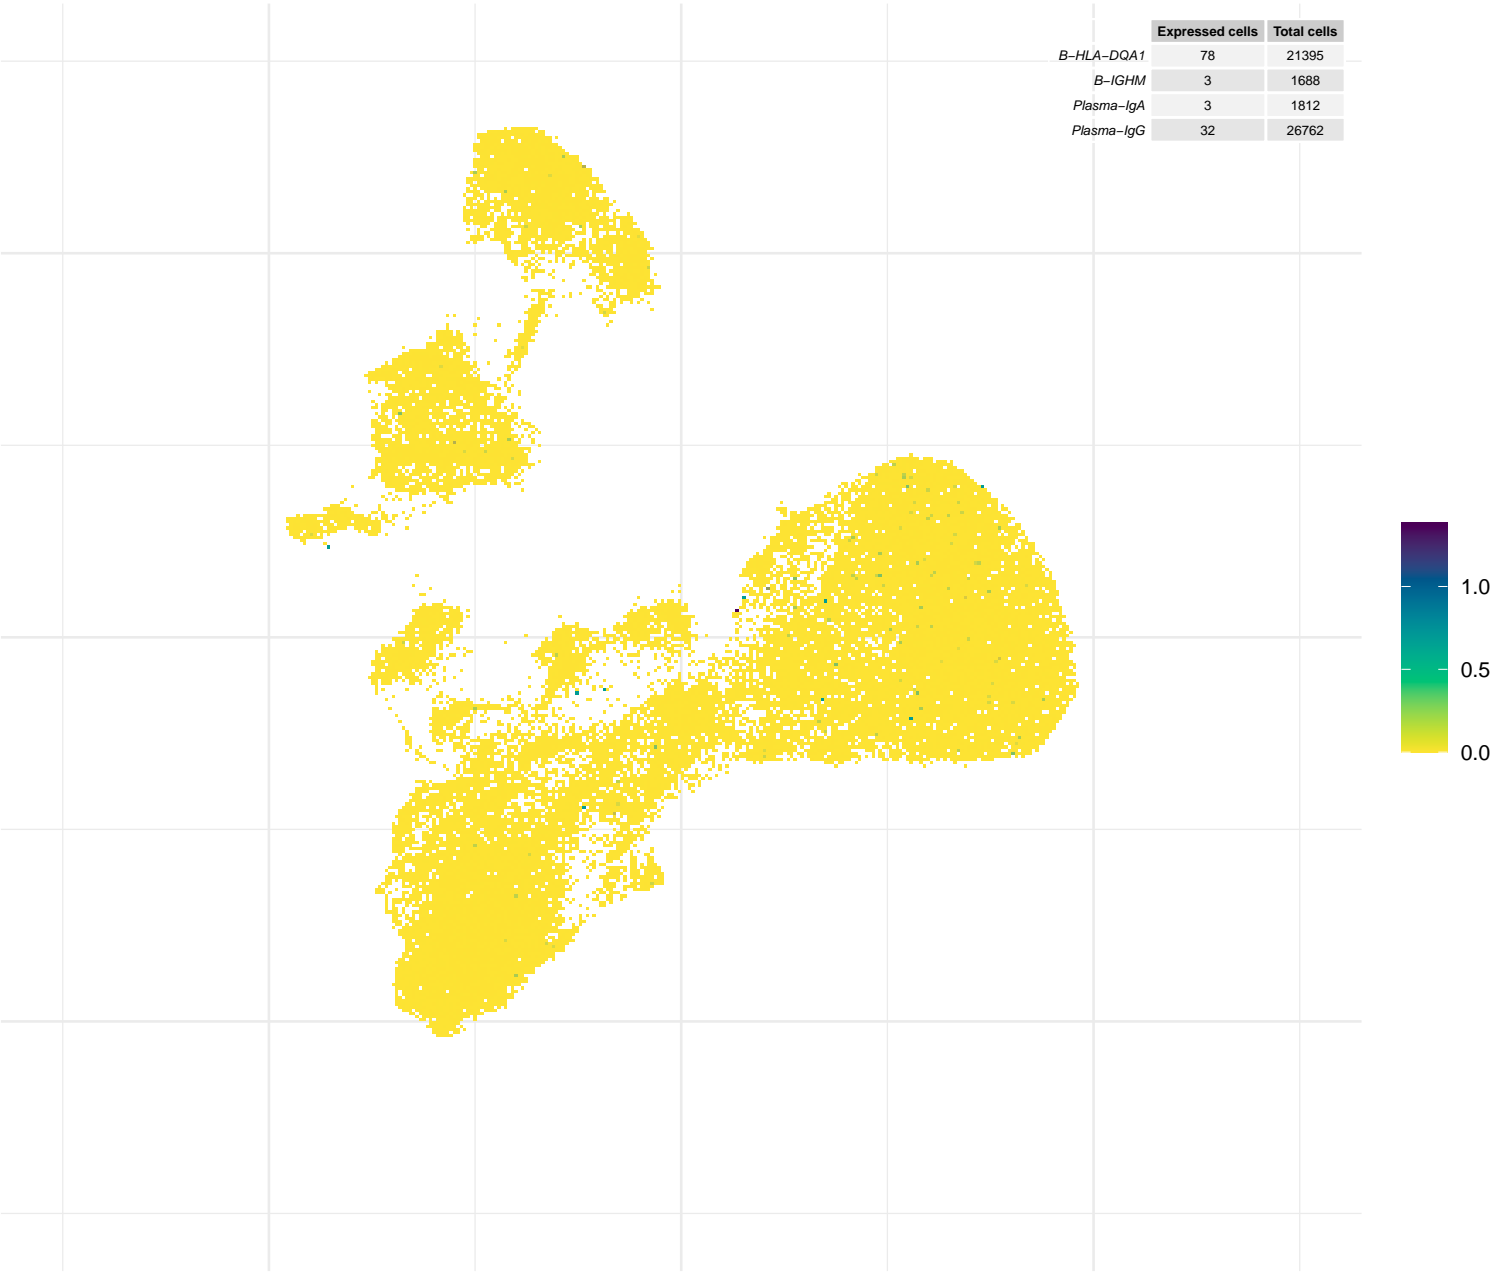 Expressed cells Total cells
B−HLA−DQA1 78 21395
B−IGHM 3 1688
Plasma−IgA 3 1812
Plasma−IgG 32 26762
1.0
0.5
0.0